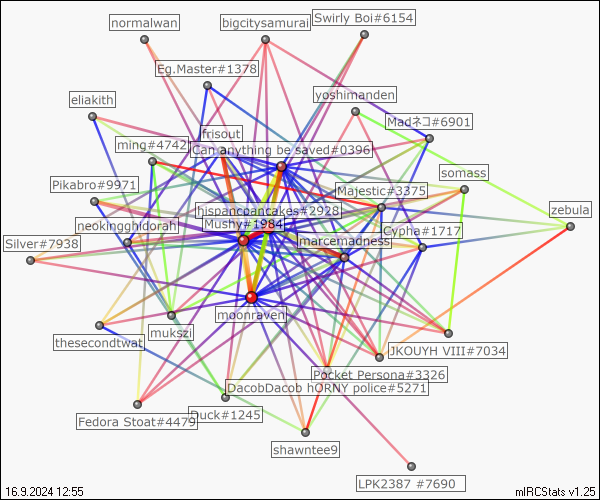 normalwan
bigcitysamurai
Swirly Boi#6154
Eg.Master#1378
eliakith
yoshimanden
Madネコ#6901
frisout
ming#4742
Can anything be saved#0396
somass
Pikabro#9971
Majestic#3375
hispancoancakes#2928
zebula
neokingghidorah
Mushy#1984
Cypha#1717
Silver#7938
marcemadness
moonraven
mukszi
thesecondtwat
JKOUYH VIII#7034
Pocket Persona#3326
DacobDacob hORNY police#5271
Fedora Stoat#4479
Duck#1245
shawntee9
LPK2387 #7690
16.9.2024 12:55
mIRCStats v1.25